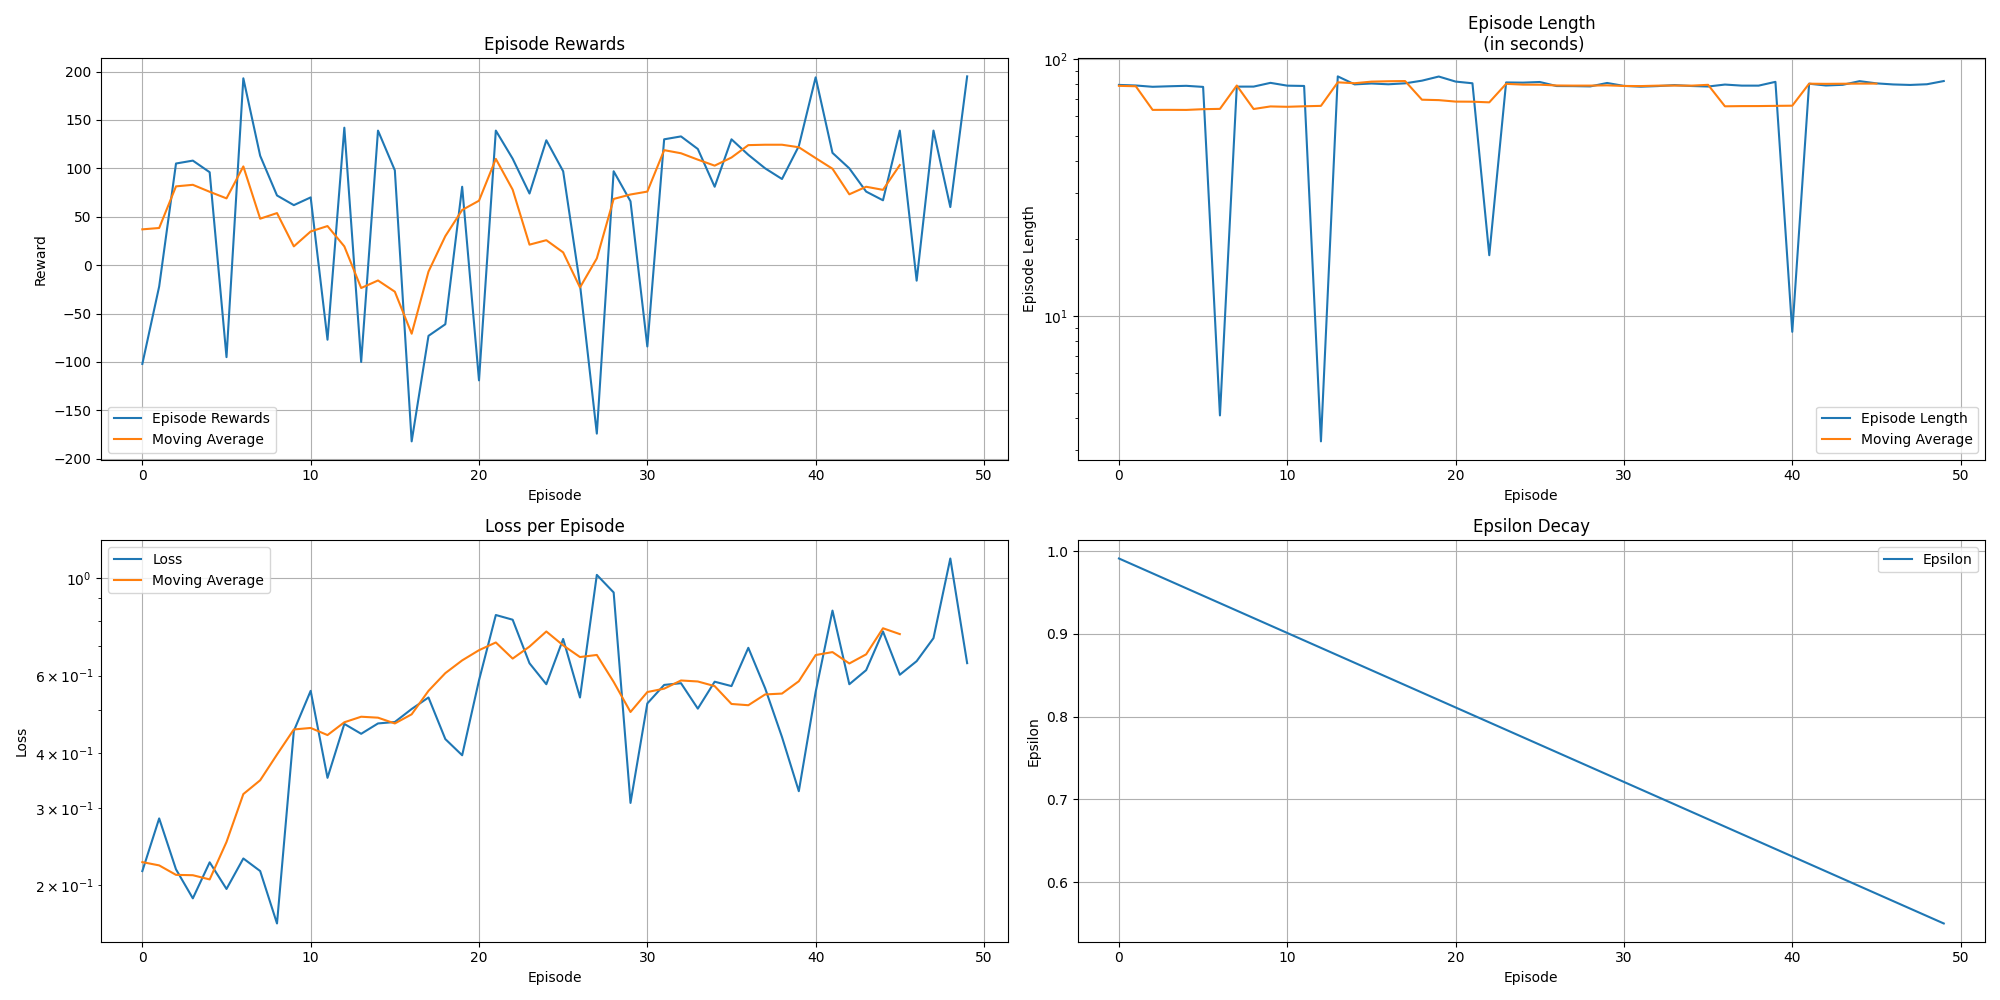 Episode Rewards
Reward
200
150
100
50
0
−50
−100
−150
−200
Episode Rewards
Moving Average
0 10 20 30 40 50
Episode
Episode Length
(in seconds)
Episode Length
10²
10¹
Episode Length
Moving Average
0 10 20 30 40 50
Episode
Loss per Episode
Loss
Loss
Moving Average
10⁰
6 × 10⁻¹
4 × 10⁻¹
3 × 10⁻¹
2 × 10⁻¹
0 10 20 30 40 50
Episode
Epsilon Decay
Epsilon
Epsilon
1.0
0.9
0.8
0.7
0.6
0 10 20 30 40 50
Episode